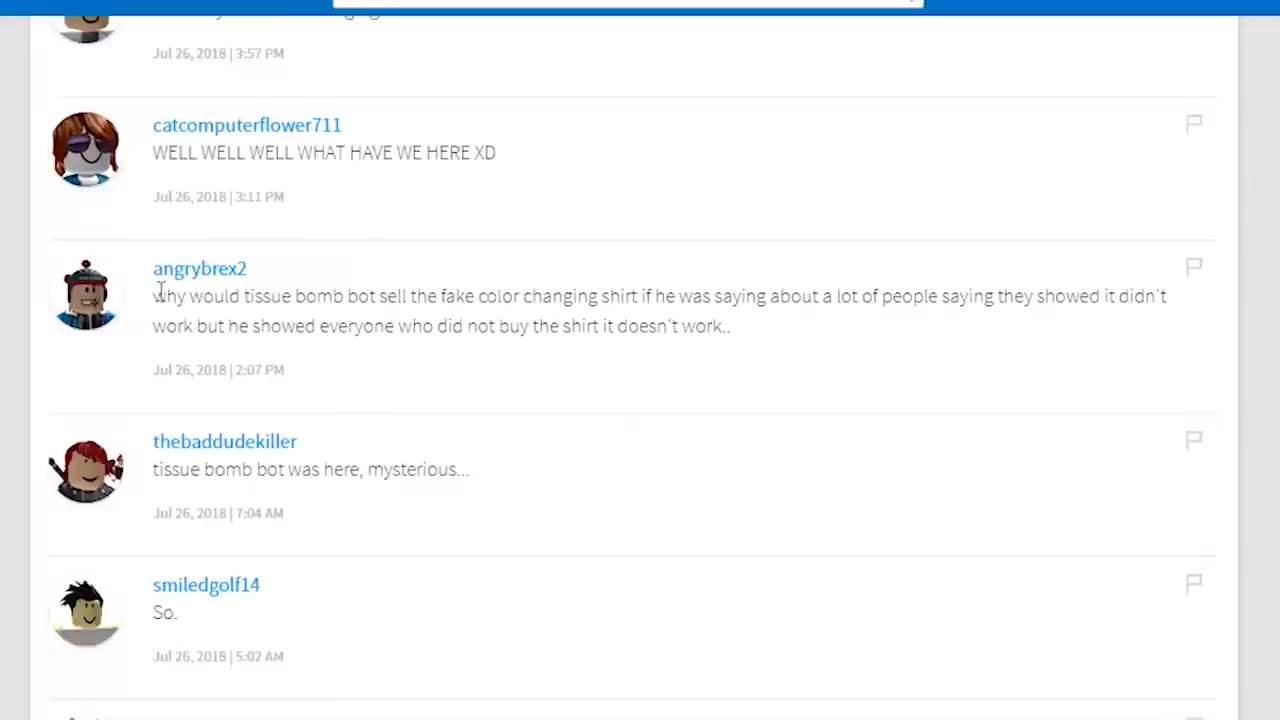 Jul 26, 2018 | 3:57 PM
catcomputerflower711
WELL WELL WELL WHAT HAVE WE HERE XD
Jul 26, 2018 | 3:11 PM
angrybrex2
why would tissue bomb bot sell the fake color changing shirt if he was saying about a lot of people saying they showed it didn't
work but he showed everyone who did not buy the shirt it doesn't work..
Jul 26, 2018 | 2:07 PM
thebaddudekiller
tissue bomb bot was here, mysterious...
Jul 26, 2018 | 7:04 AM
smiledgolf14
So.
Jul 26, 2018 | 5:02 AM